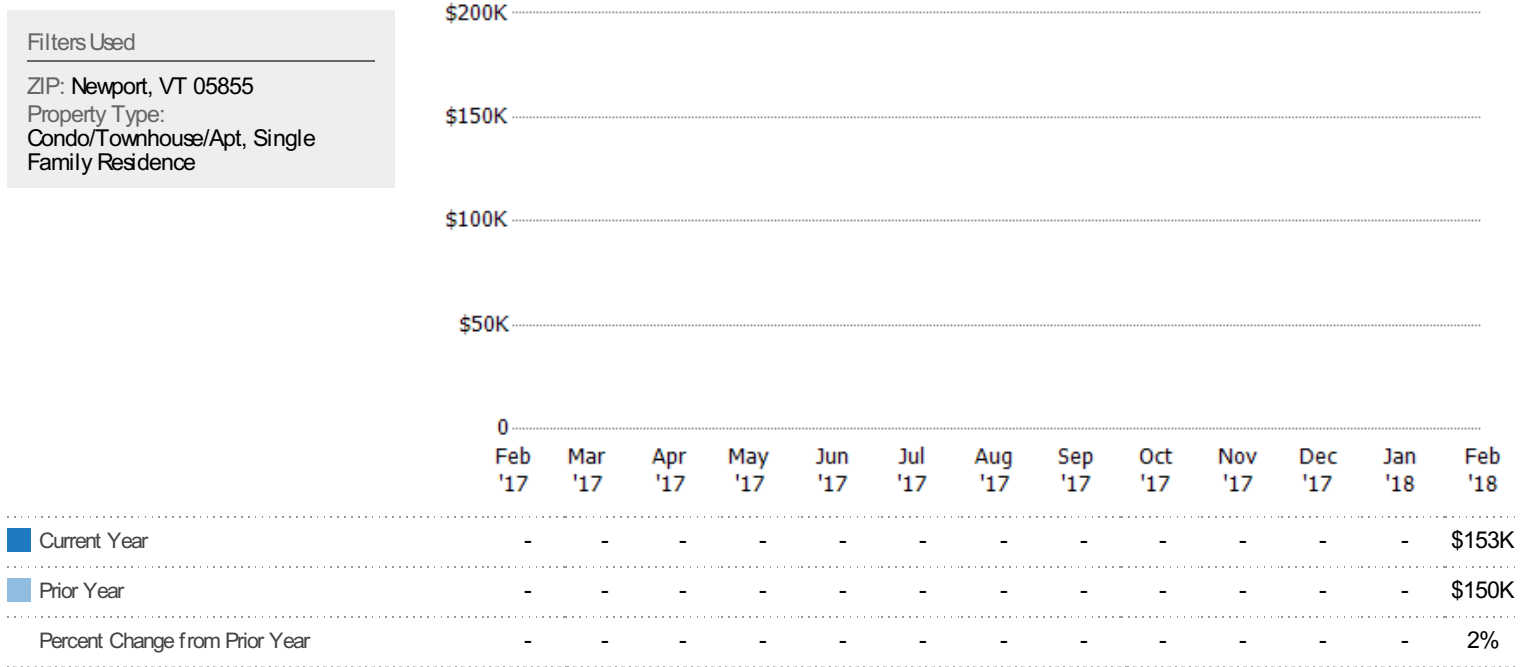 Filters Used
ZIP: Newport, VT 05855
Property Type:
Condo/Townhouse/Apt, Single
Family Residence
$200K
$150K
$100K
$50K
0
Feb Mar Apr May Jun Jul Aug Sep Oct Nov Dec Jan Feb
'17 '17 '17 '17 '17 '17 '17 '17 '17 '17 '17 '18 '18
Current Year - - - - - - - - - - - - $153K
Prior Year - - - - - - - - - - - - $150K
Percent Change from Prior Year - - - - - - - - - - - - 2%